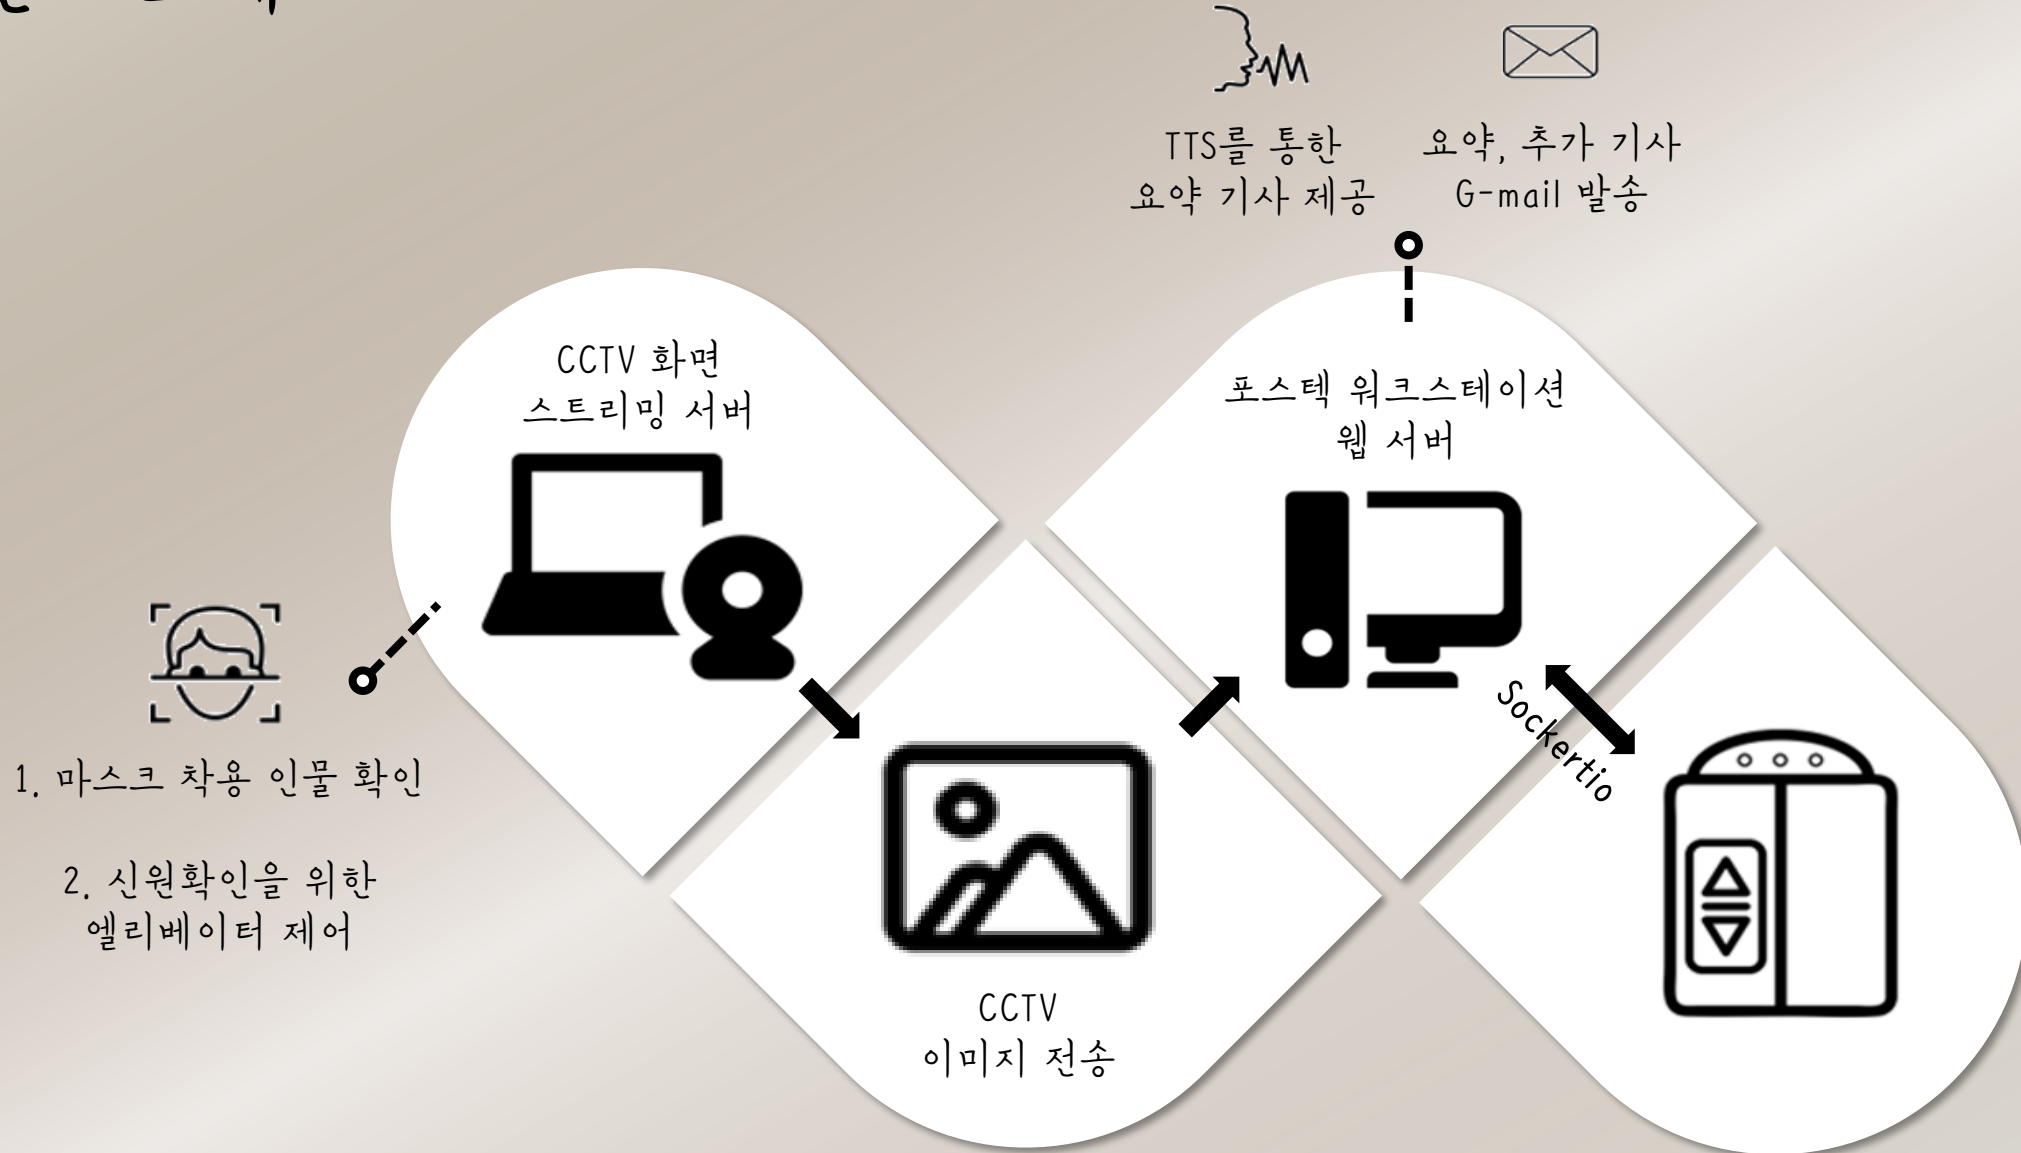 TTS를 통한
요약 기사 제공
요약, 추가 기사
G-mail 발송
CCTV 화면
스트리밍 서버
포스텍 워크스테이션
웹 서버
Sockertio
1. 마스크 착용 인물 확인
2. 신원확인을 위한
엘리베이터 제어
CCTV
이미지 전송